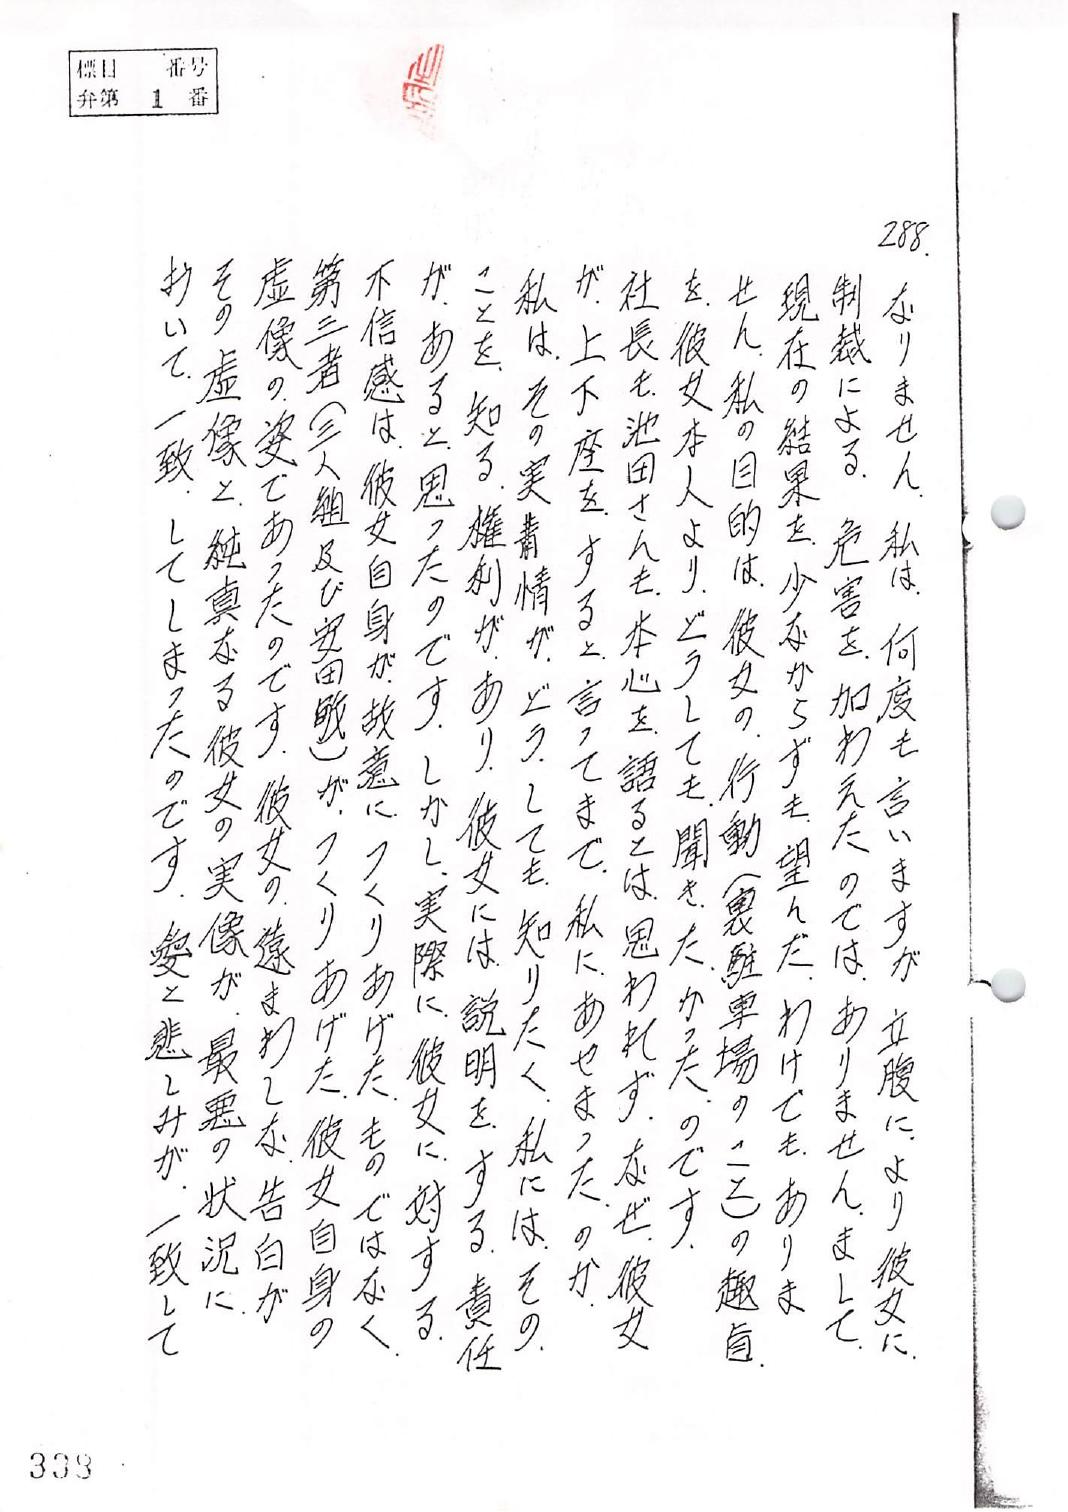 標目 番号
弁第 1 番
288.
なりません. 私は. 何度も言いますが 立腹に.より彼女に.
制裁による. 危害を. 加わえたのでは. ありません. まして.
現在の結果を. 少なからずも. 望んだ. わけでも. ありま
せん. 私の目的は. 彼女の. 行動(裏駐車場のこと)の趣旨.
を. 彼女本人より. どうしても. 聞きた. かった. のです.
社長も. 池田さんも. 本心を. 語るとは. 思われず. なぜ. 彼女
が. 上下座を. すると. 言ってまで. 私に. あやまった. のか.
私は. その実情が. どう. しても. 知りたく. 私には. その.
ことを. 知る. 権利が. あり. 彼女には. 説明を. する. 責任
が. あると. 思ったのです. しかし. 実際に. 彼女に. 対する.
不信感は. 彼女自身が. 故意に. つくりあげた. ものではなく.
第三者(三人組及び安田)が. つくりあげた. 彼女自身の
虚像の. 姿であったのです. 彼女の. 遠まわしな. 告白が
その虚像と. 純真なる彼女の実像が. 最悪の状況に.
おいて. 一致. してしまったのです. 愛と悲しみが. 一致して
338